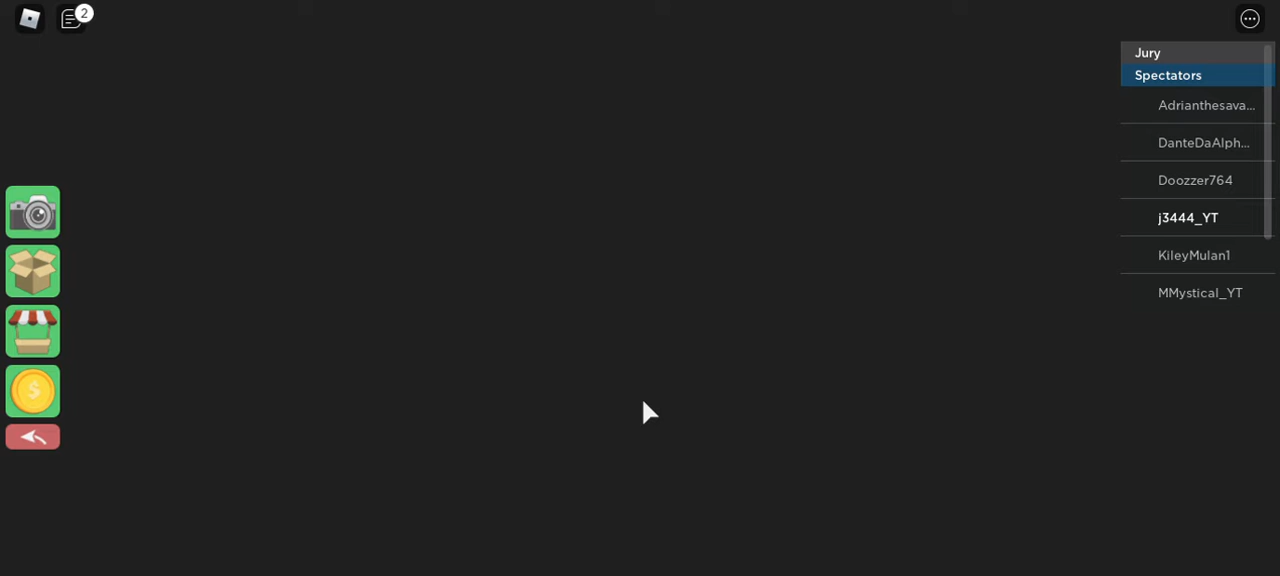 2
Jury
Spectators
Adrianthesava...
DanteDaAlph...
Doozzer764
j3444_YT
KileyMulan1
MMystical_YT
$